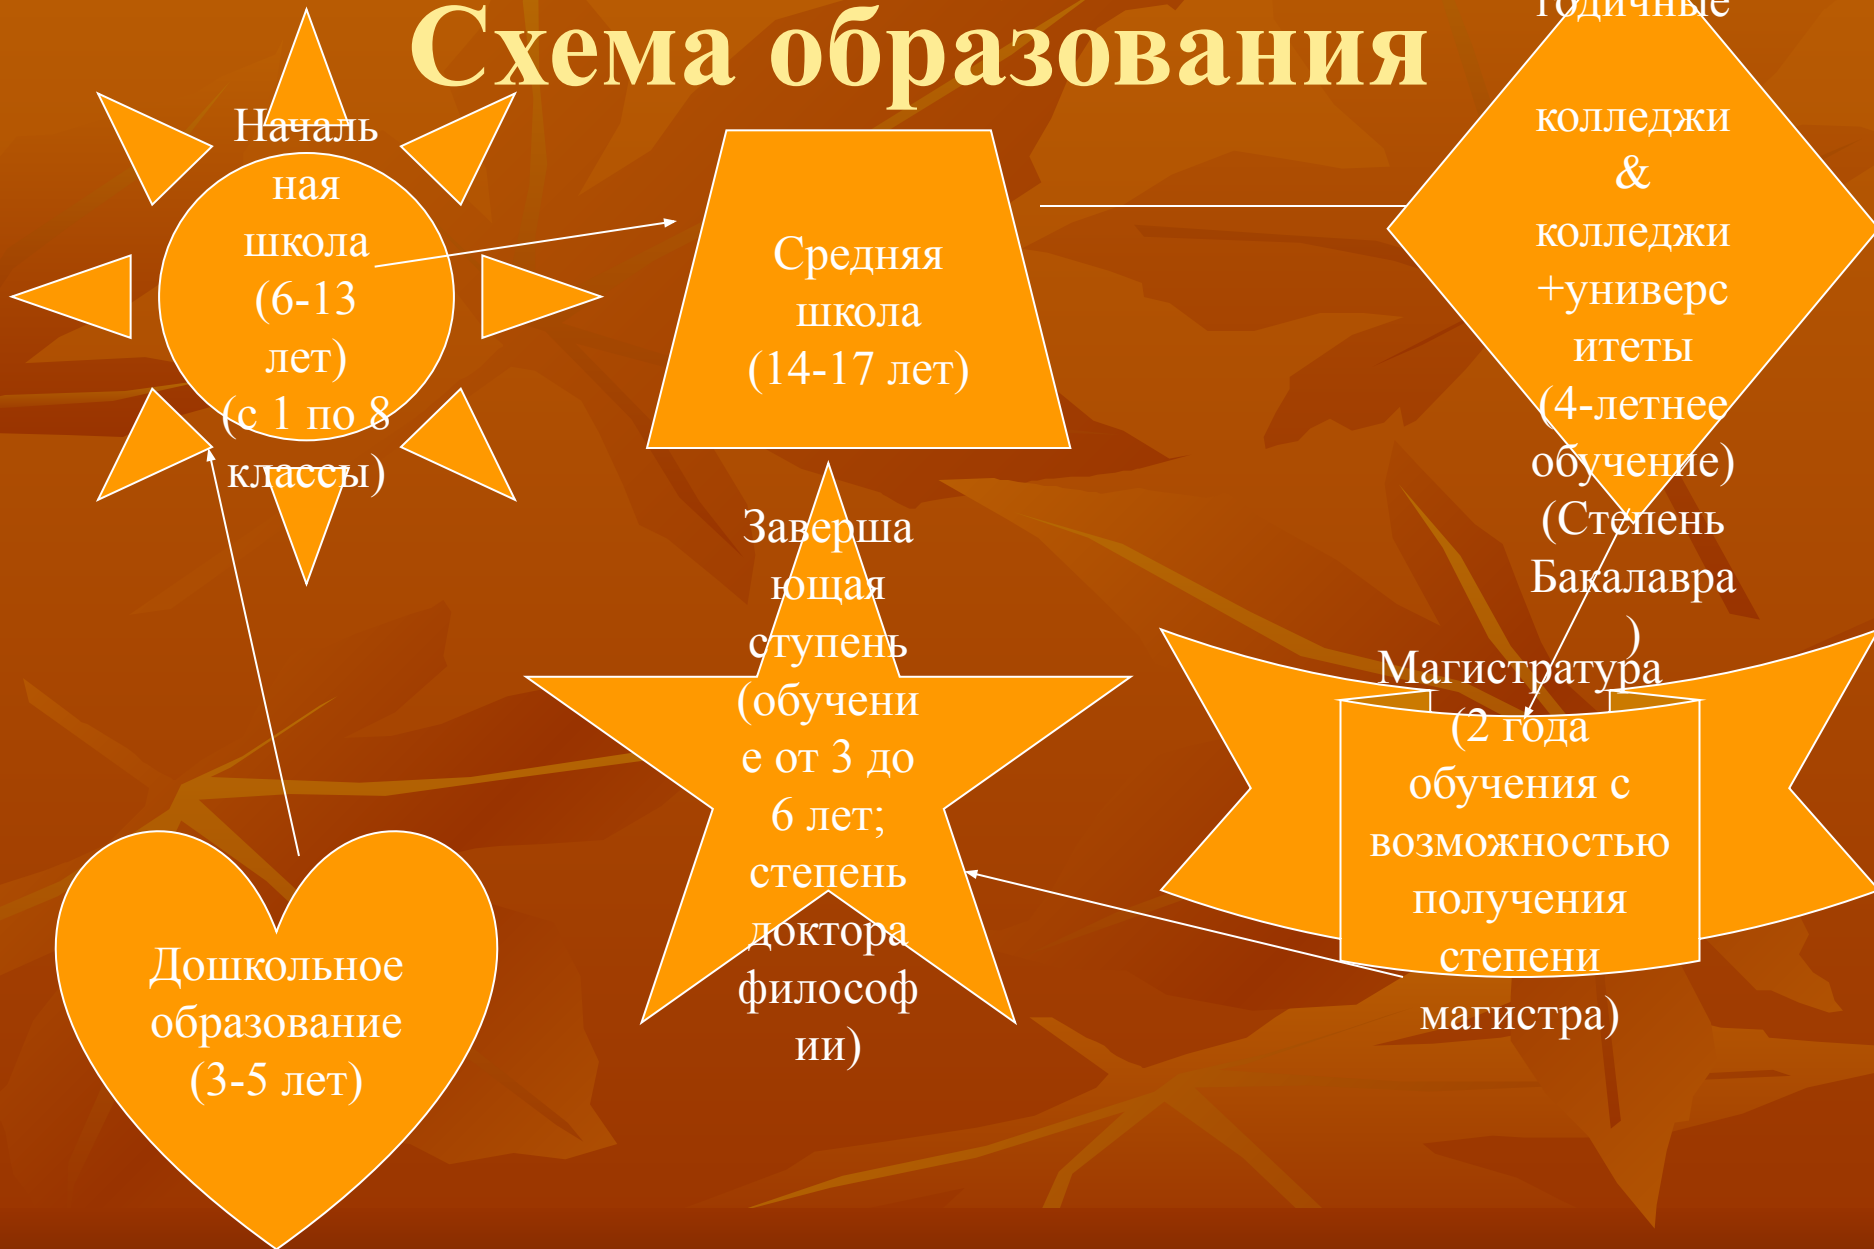 Схема образования
Началь
ная
школа
(6-13
лет)
(с 1 по 8
классы)
Средняя
школа
(14-17 лет)
годичные
колледжи
&
колледжи
+универс
итеты
(4-летнее
обучение)
(Степень
Бакалавра
)
Магистратура
(2 года
обучения с
возможностью
получения
степени
магистра)
Заверша
ющая
ступень
(обучени
е от 3 до
6 лет;
степень
доктора
философ
ии)
Дошкольное
образование
(3-5 лет)